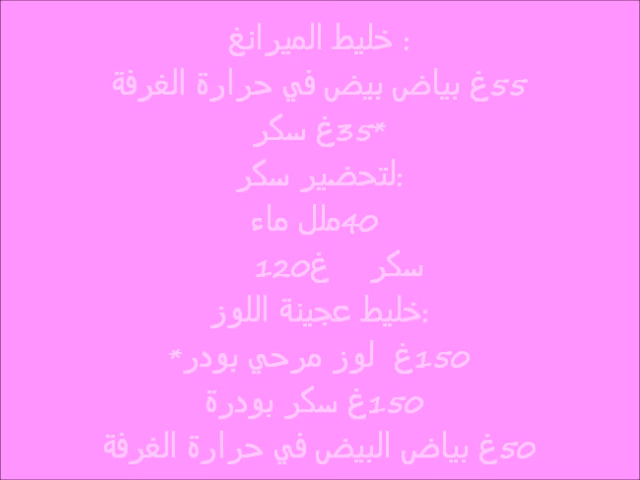 خليط الميرانغ :
55غ بياض بيض في حرارة الغرفة
*35غ سكر
لتحضير سكر:
40ملل ماء
سكر 120غ
خليط عجينة اللوز:
150غ لوز مرحي بودر*
150غ سكر بودرة
50غ بياض البيض في حرارة الغرفة